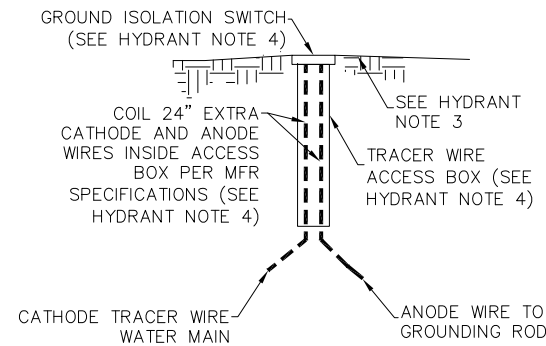 GROUND ISOLATION SWITCH
(SEE HYDRANT NOTE 4)
COIL 24" EXTRA
CATHODE AND ANODE
WIRES INSIDE ACCESS
BOX PER MFR
SPECIFICATIONS (SEE
HYDRANT NOTE 4)
SEE HYDRANT
NOTE 3
TRACER WIRE
ACCESS BOX (SEE
HYDRANT NOTE 4)
CATHODE TRACER WIRE
WATER MAIN
ANODE WIRE TO
GROUNDING ROD